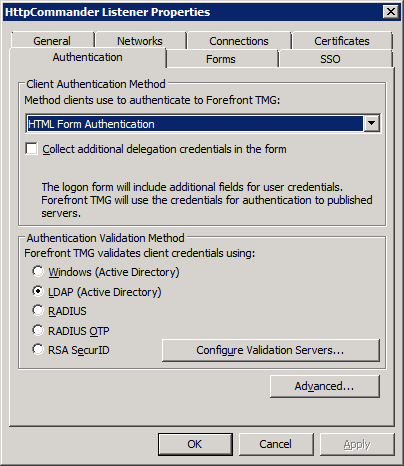 HttpCommander Listener Properties
General
Networks
Connections
Certificates
Authentication
Forms
SSO
Client Authentication Method
Method clients use to authenticate to Forefront TMG:
HTML Form Authentication
Collect additional delegation credentials in the form
The logon form will include additional fields for user credentials.
Forefront TMG will use the credentials for authentication to published
servers.
Authentication Validation Method
Forefront TMG validates client credentials using:
Windows (Active Directory)
LDAP (Active Directory)
RADIUS
RADIUS OTP
RSA SecurID
Configure Validation Servers...
Advanced...
OK
Cancel
Apply